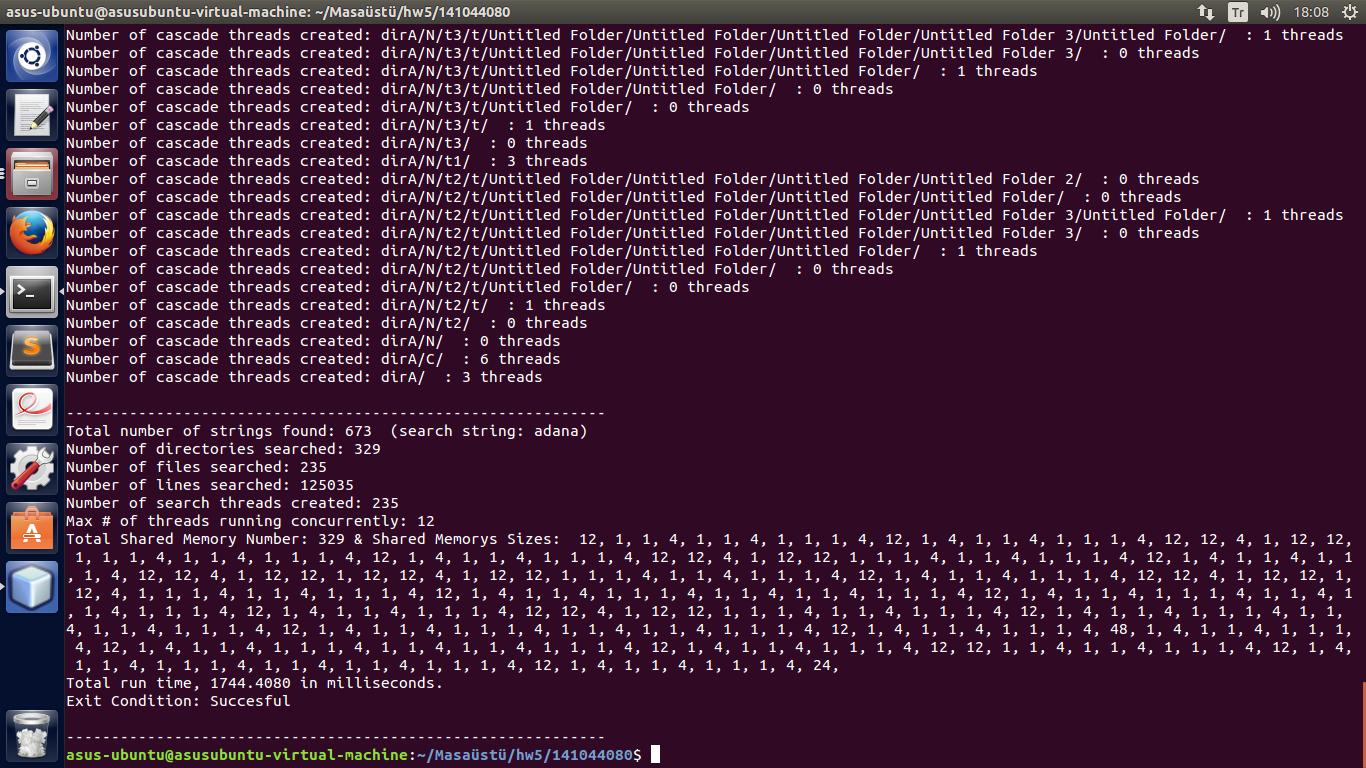 asus-ubuntu@asusubuntu-virtual-machine: ~/Masaüstü/hw5/141044080
Tr
18:08
Number of cascade threads created: dirA/N/t3/t/Untitled Folder/Untitled Folder/Untitled Folder/Untitled Folder 3/Untitled Folder/  : 1 threads
Number of cascade threads created: dirA/N/t3/t/Untitled Folder/Untitled Folder/Untitled Folder/Untitled Folder 3/  : 0 threads
Number of cascade threads created: dirA/N/t3/t/Untitled Folder/Untitled Folder/Untitled Folder/  : 1 threads
Number of cascade threads created: dirA/N/t3/t/Untitled Folder/Untitled Folder/  : 0 threads
Number of cascade threads created: dirA/N/t3/t/Untitled Folder/  : 0 threads
Number of cascade threads created: dirA/N/t3/t/  : 1 threads
Number of cascade threads created: dirA/N/t3/  : 0 threads
Number of cascade threads created: dirA/N/t1/  : 3 threads
Number of cascade threads created: dirA/N/t2/t/Untitled Folder/Untitled Folder/Untitled Folder/Untitled Folder 2/  : 0 threads
Number of cascade threads created: dirA/N/t2/t/Untitled Folder/Untitled Folder/Untitled Folder/Untitled Folder/  : 0 threads
Number of cascade threads created: dirA/N/t2/t/Untitled Folder/Untitled Folder/Untitled Folder/Untitled Folder 3/Untitled Folder/  : 1 threads
Number of cascade threads created: dirA/N/t2/t/Untitled Folder/Untitled Folder/Untitled Folder/Untitled Folder 3/  : 0 threads
Number of cascade threads created: dirA/N/t2/t/Untitled Folder/Untitled Folder/Untitled Folder/  : 1 threads
Number of cascade threads created: dirA/N/t2/t/Untitled Folder/Untitled Folder/  : 0 threads
Number of cascade threads created: dirA/N/t2/t/Untitled Folder/  : 0 threads
Number of cascade threads created: dirA/N/t2/t/  : 1 threads
Number of cascade threads created: dirA/N/t2/  : 0 threads
Number of cascade threads created: dirA/N/  : 0 threads
Number of cascade threads created: dirA/C/  : 6 threads
Number of cascade threads created: dirA/  : 3 threads
------------------------------------------------------------
Total number of strings found: 673  (search string: adana)
Number of directories searched: 329
Number of files searched: 235
Number of lines searched: 125035
Number of search threads created: 235
Max # of threads running concurrently: 12
Total Shared Memory Number: 329 & Shared Memorys Sizes:  12, 1, 1, 4, 1, 1, 4, 1, 1, 1, 4, 12, 1, 4, 1, 1, 4, 1, 1, 1, 4, 12, 12, 4, 1, 12, 12,
1, 1, 1, 4, 1, 1, 4, 1, 1, 1, 4, 12, 1, 4, 1, 1, 4, 1, 1, 1, 4, 12, 12, 4, 1, 12, 12, 1, 1, 1, 4, 1, 1, 4, 1, 1, 1, 4, 12, 1, 4, 1, 1, 4, 1, 1
, 1, 4, 12, 12, 4, 1, 12, 12, 1, 12, 12, 4, 1, 12, 12, 1, 1, 1, 4, 1, 1, 4, 1, 1, 1, 4, 12, 1, 4, 1, 1, 4, 1, 1, 1, 4, 12, 12, 4, 1, 12, 12, 1,
12, 4, 1, 1, 1, 4, 1, 1, 4, 1, 1, 1, 4, 12, 1, 4, 1, 1, 4, 1, 1, 1, 4, 1, 1, 4, 1, 1, 4, 1, 1, 1, 4, 12, 1, 4, 1, 1, 4, 1, 1, 1, 4, 1, 1, 4, 1
, 1, 4, 1, 1, 1, 4, 12, 1, 4, 1, 1, 4, 1, 1, 1, 4, 12, 12, 4, 1, 12, 12, 1, 1, 1, 4, 1, 1, 4, 1, 1, 1, 4, 12, 1, 4, 1, 1, 4, 1, 1, 1, 4, 1, 1,
4, 1, 1, 4, 1, 1, 1, 4, 12, 1, 4, 1, 1, 4, 1, 1, 1, 4, 1, 1, 4, 1, 1, 4, 1, 1, 1, 4, 12, 1, 4, 1, 1, 4, 1, 1, 1, 4, 48, 1, 4, 1, 1, 4, 1, 1, 1,
4, 12, 1, 4, 1, 1, 4, 1, 1, 1, 4, 1, 1, 4, 1, 1, 4, 1, 1, 1, 4, 12, 1, 4, 1, 1, 4, 1, 1, 1, 4, 12, 12, 1, 1, 4, 1, 1, 4, 1, 1, 1, 4, 12, 1, 4,
1, 1, 4, 1, 1, 1, 4, 1, 1, 4, 1, 1, 4, 1, 1, 1, 4, 12, 1, 4, 1, 1, 4, 1, 1, 1, 4, 24,
Total run time, 1744.4080 in milliseconds.
Exit Condition: Succesful
------------------------------------------------------------
asus-ubuntu@asusubuntu-virtual-machine:~/Masaüstü/hw5/141044080$